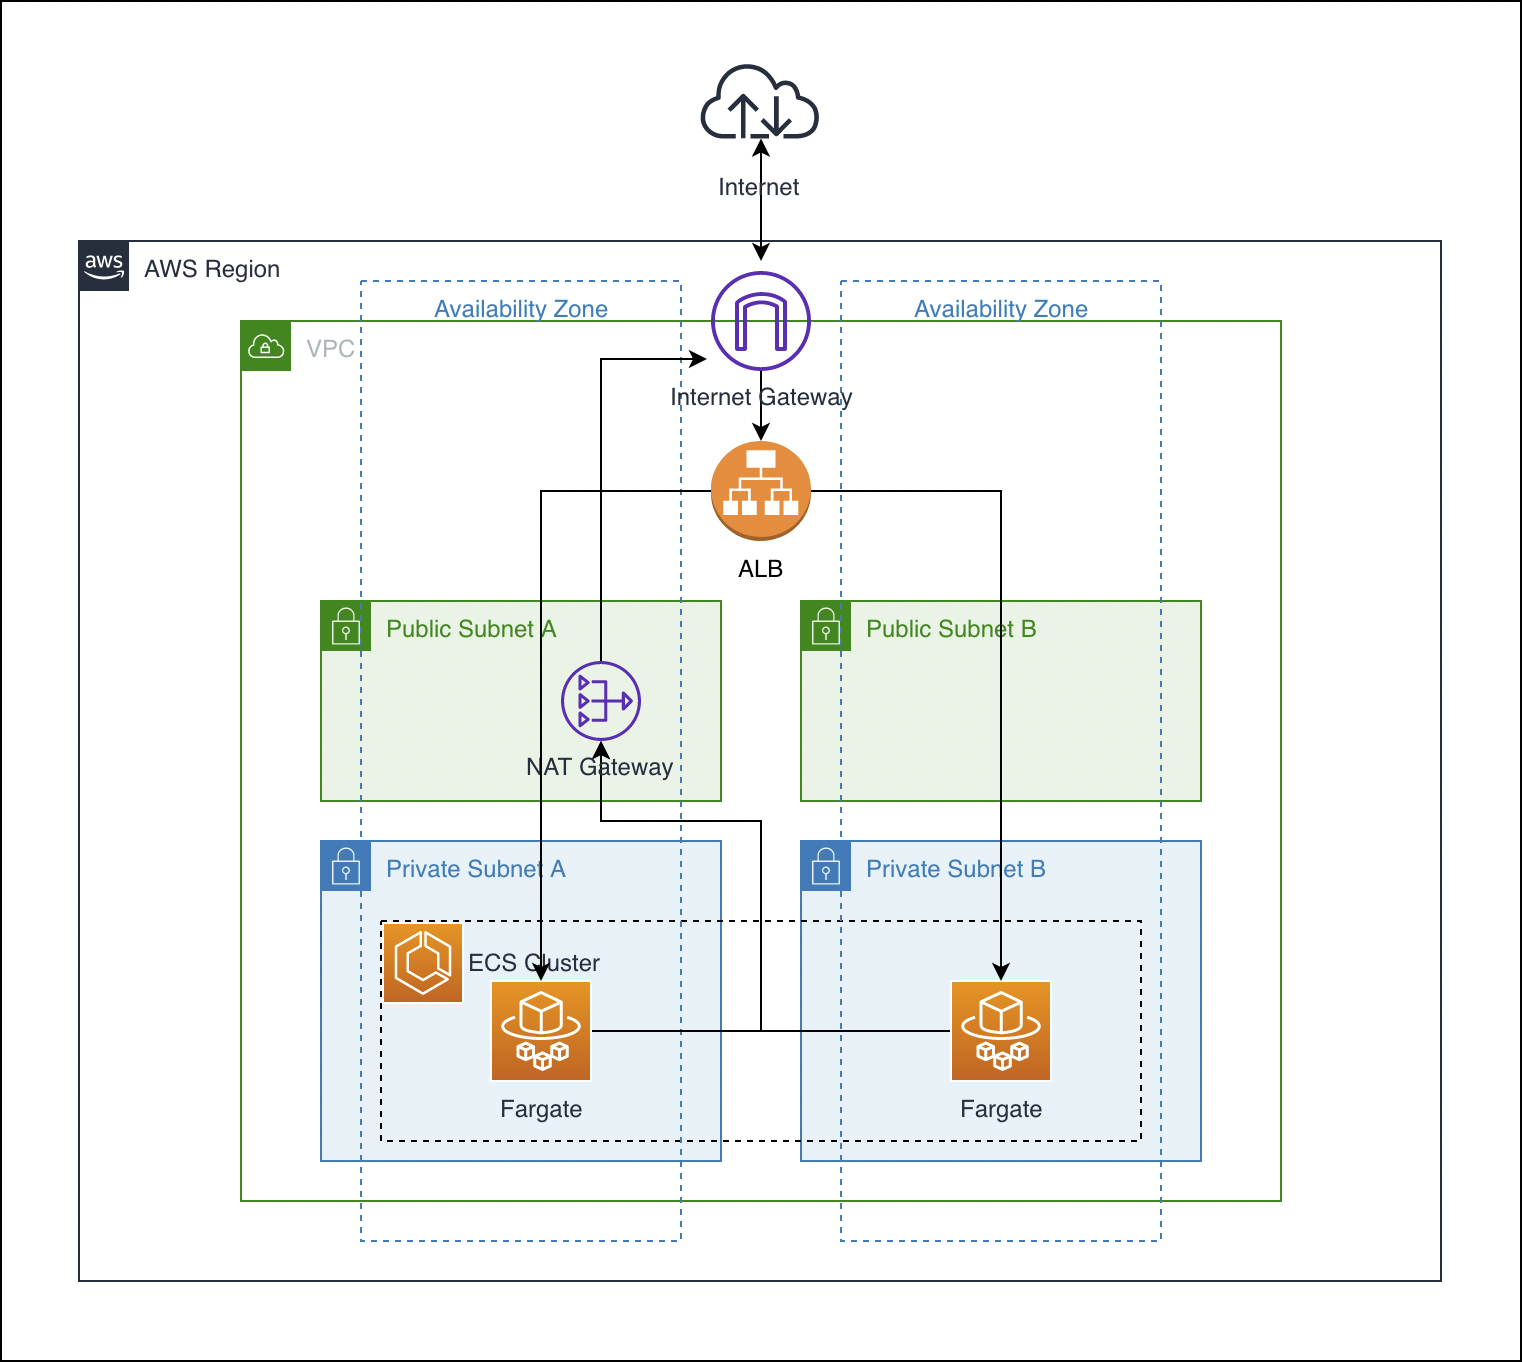 Internet
aws
AWS Region
Availability Zone
Availability Zone
VPC
Internet Gateway
ALB
Public Subnet A
Public Subnet B
NAT Gateway
Private Subnet A
Private Subnet B
ECS Cluster
Fargate
Fargate